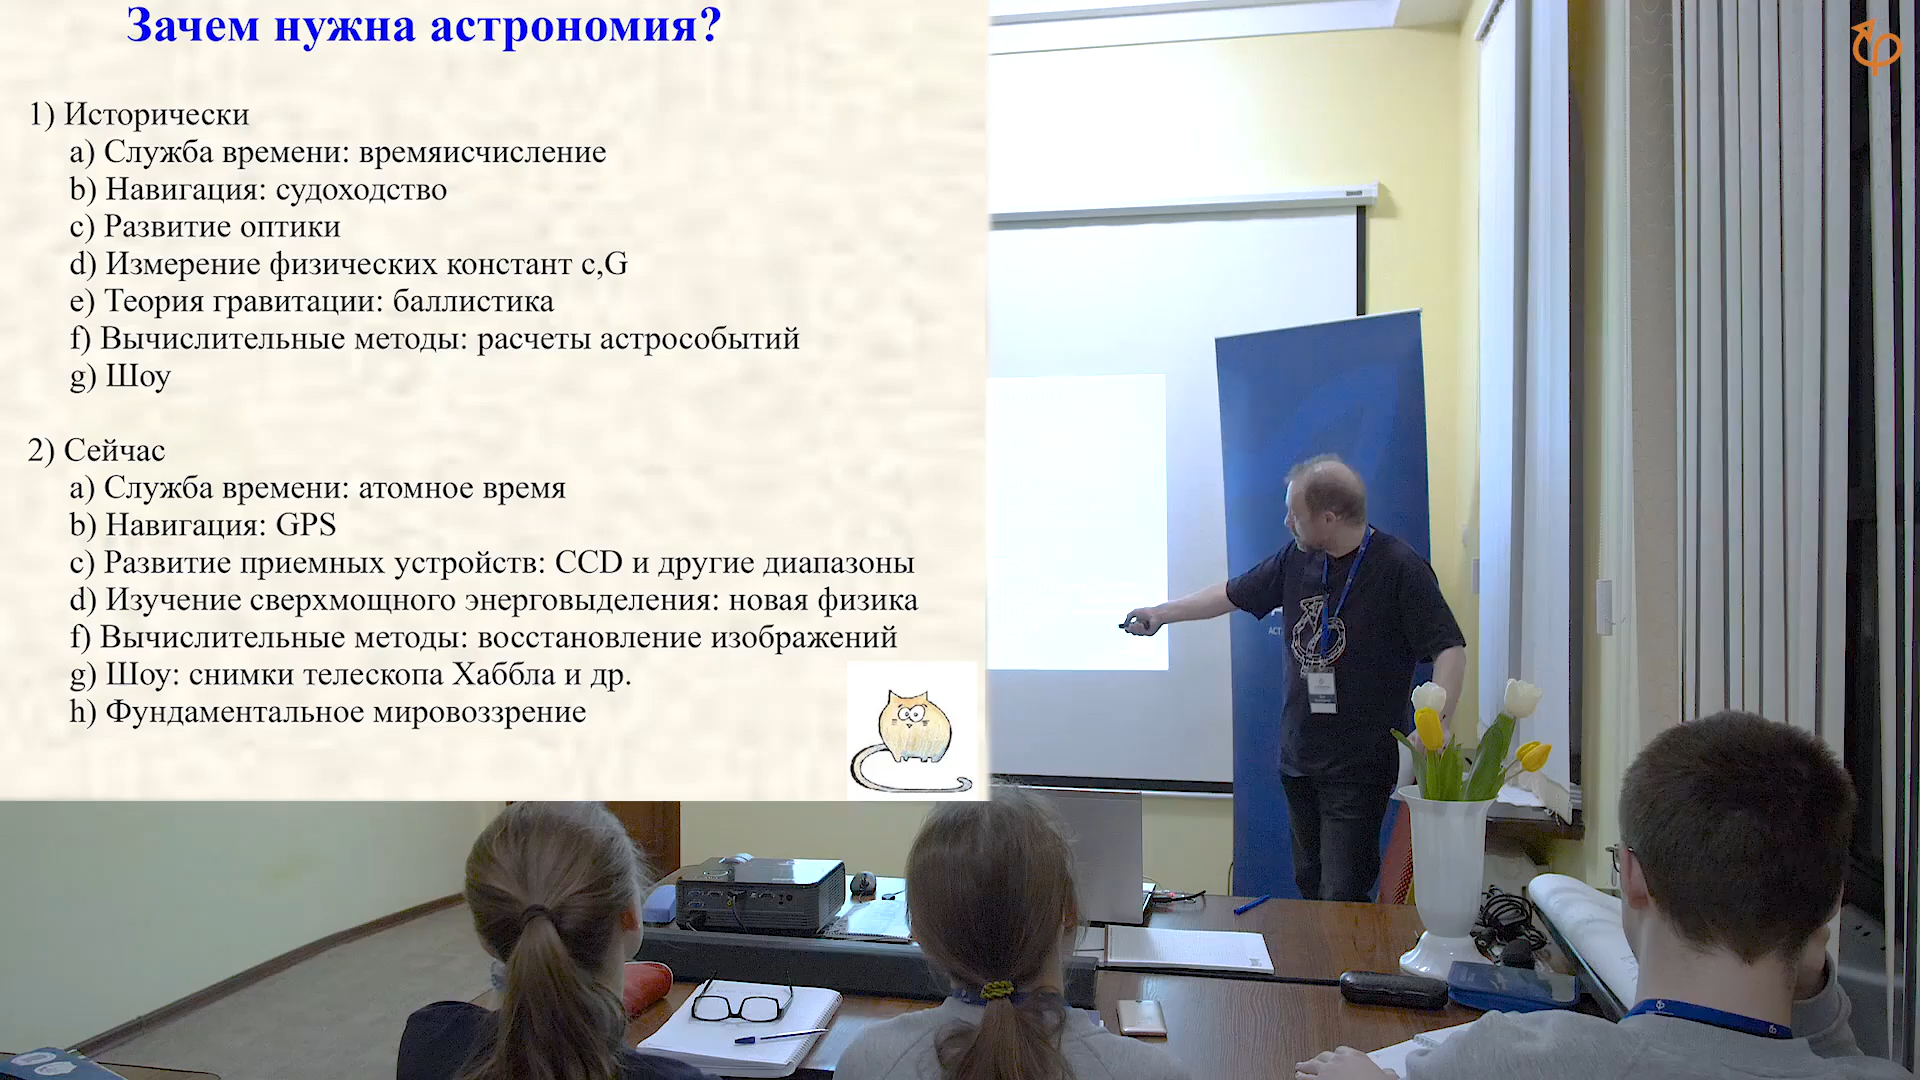 Зачем нужна астрономия?
1) Исторически
a) Служба времени: времяисчисление
b) Навигация: судоходство
c) Развитие оптики
d) Измерение физических констант c,G
e) Теория гравитации: баллистика
f) Вычислительные методы: расчеты астрособытий
g) Шоу
2) Сейчас
a) Служба времени: атомное время
b) Навигация: GPS
c) Развитие приемных устройств: CCD и другие диапазоны
d) Изучение сверхмощного энерговыделения: новая физика
f) Вычислительные методы: восстановление изображений
g) Шоу: снимки телескопа Хаббла и др.
h) Фундаментальное мировоззрение